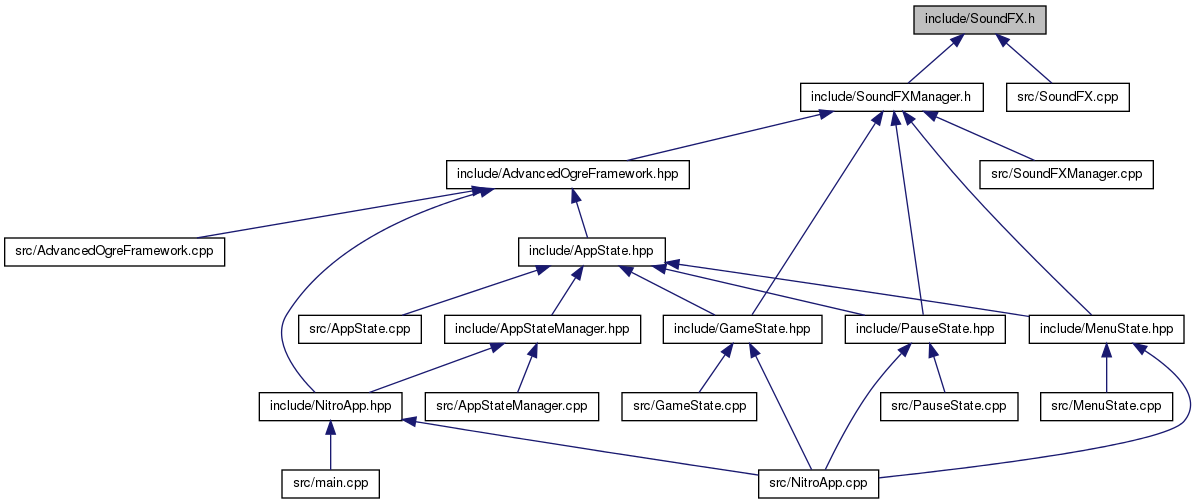 include/SoundFX.h
include/SoundFXManager.h
src/SoundFX.cpp
include/AdvancedOgreFramework.hpp
src/SoundFXManager.cpp
src/AdvancedOgreFramework.cpp
include/AppState.hpp
src/AppState.cpp
include/AppStateManager.hpp
include/GameState.hpp
include/PauseState.hpp
include/MenuState.hpp
include/NitroApp.hpp
src/AppStateManager.cpp
src/GameState.cpp
src/PauseState.cpp
src/MenuState.cpp
src/main.cpp
src/NitroApp.cpp